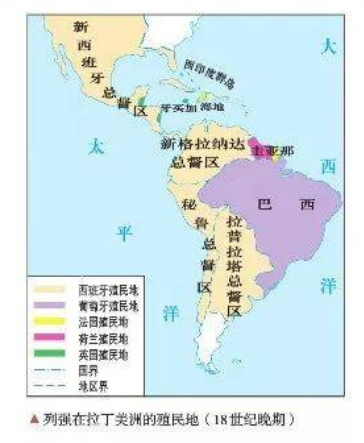 新西班牙总督区
大西洋
西印度群岛
牙买加
海地
太平洋
新格拉纳达
总督区
圭亚那
秘鲁总督区
巴西
拉普拉塔总督区
西班牙殖民地
葡萄牙殖民地
法国殖民地
荷兰殖民地
英国殖民地
国界
地区界
▲列强在拉丁美洲的殖民地（18世纪晚期）